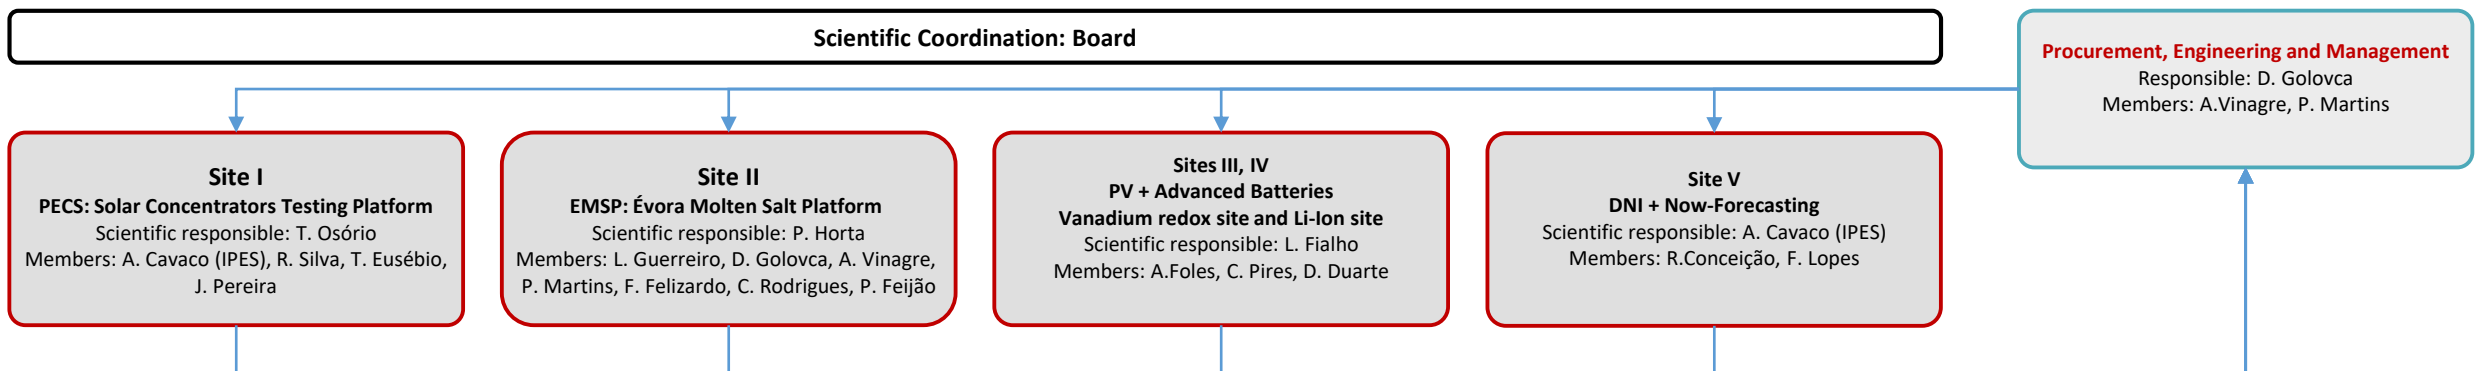 Scientific Coordination: Board
Procurement, Engineering and Management
Responsible: D. Golovca
Members: A.Vinagre, P. Martins
Site I
PECS: Solar Concentrators Testing Platform
Scientific responsible: T. Osório
Members: A. Cavaco (IPES), R. Silva, T. Eusébio,
J. Pereira
Site II
EMSP: Évora Molten Salt Platform
Scientific responsible: P. Horta
Members: L. Guerreiro, D. Golovca, A. Vinagre,
P. Martins, F. Felizardo, C. Rodrigues, P. Feijão
Sites III, IV
PV + Advanced Batteries
Vanadium redox site and Li-Ion site
Scientific responsible: L. Fialho
Members: A.Foles, C. Pires, D. Duarte
Site V
DNI + Now-Forecasting
Scientific responsible: A. Cavaco (IPES)
Members: R.Conceição, F. Lopes